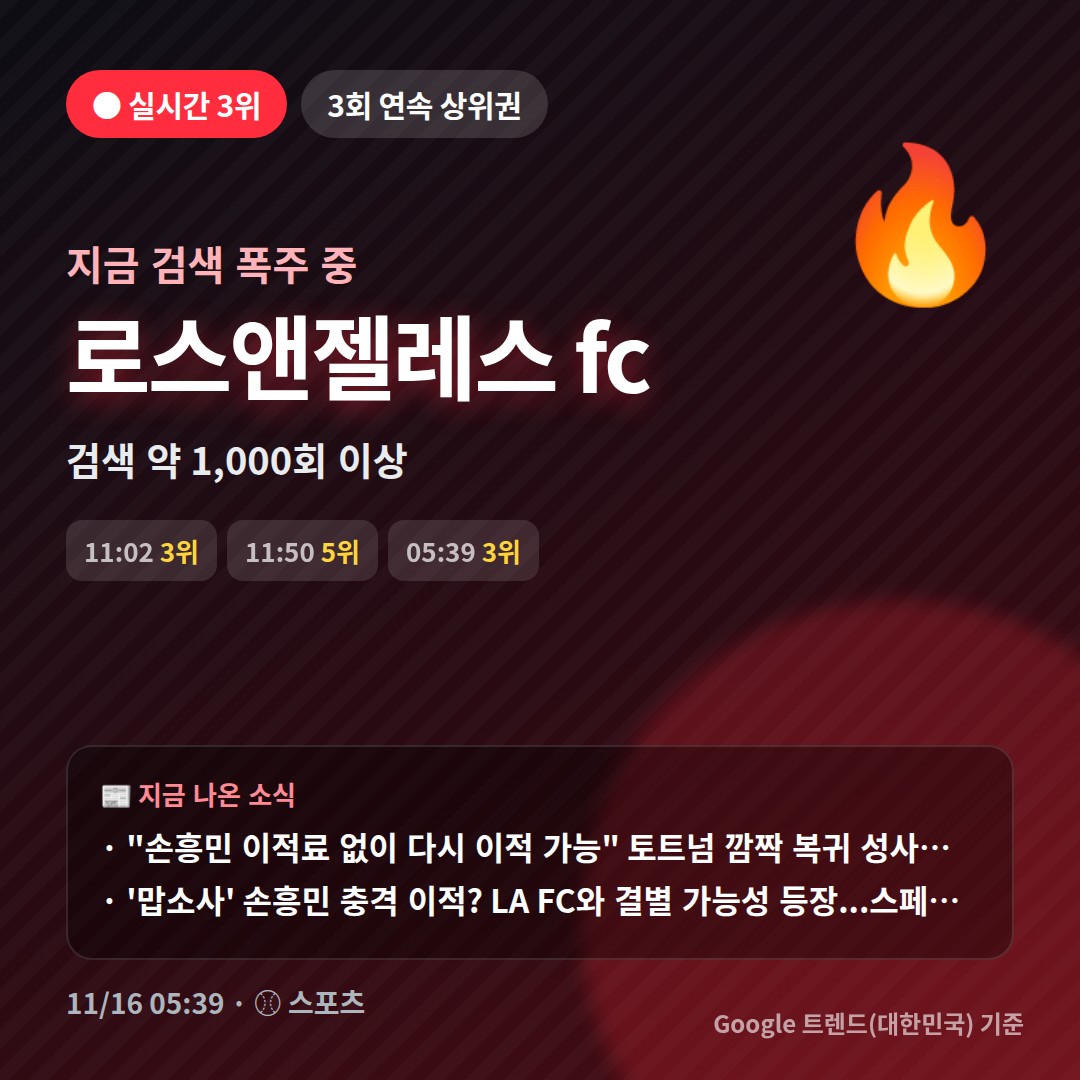 실시간 3위
3회 연속 상위권
지금 검색 폭주 중
로스앤젤레스 fc
검색 약 1,000회 이상
11:02 3위
11:50 5위
05:39 3위
지금 나온 소식
· "손흥민 이적료 없이 다시 이적 가능" 토트넘 깜짝 복귀 성사…
· '맙소사' 손흥민 충격 이적? LA FC와 결별 가능성 등장...스페…
11/16 05:39 · 스포츠
Google 트렌드(대한민국) 기준